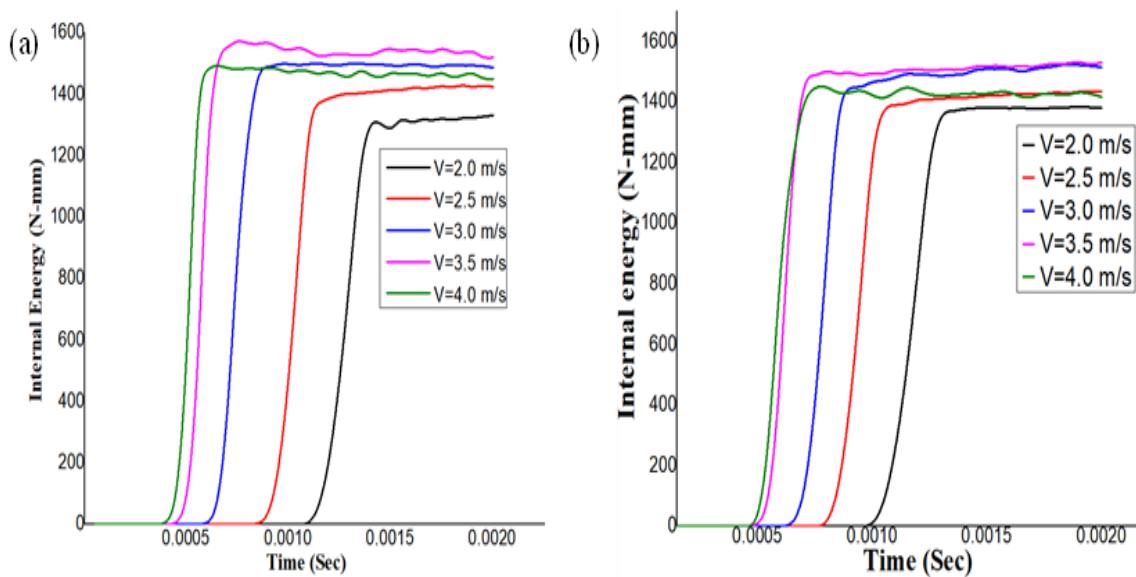 (a)
Internal Energy (N-mm)
1600
1400
1200
1000
800
600
400
200
0
0.0005
0.0010
0.0015
0.0020
Time (Sec)
V=2.0 m/s
V=2.5 m/s
V=3.0 m/s
V=3.5 m/s
V=4.0 m/s
(b)
Internal energy (N-mm)
1600
1400
1200
1000
800
600
400
200
0
0.0005
0.0010
0.0015
0.0020
Time (Sec)
V=2.0 m/s
V=2.5 m/s
V=3.0 m/s
V=3.5 m/s
V=4.0 m/s